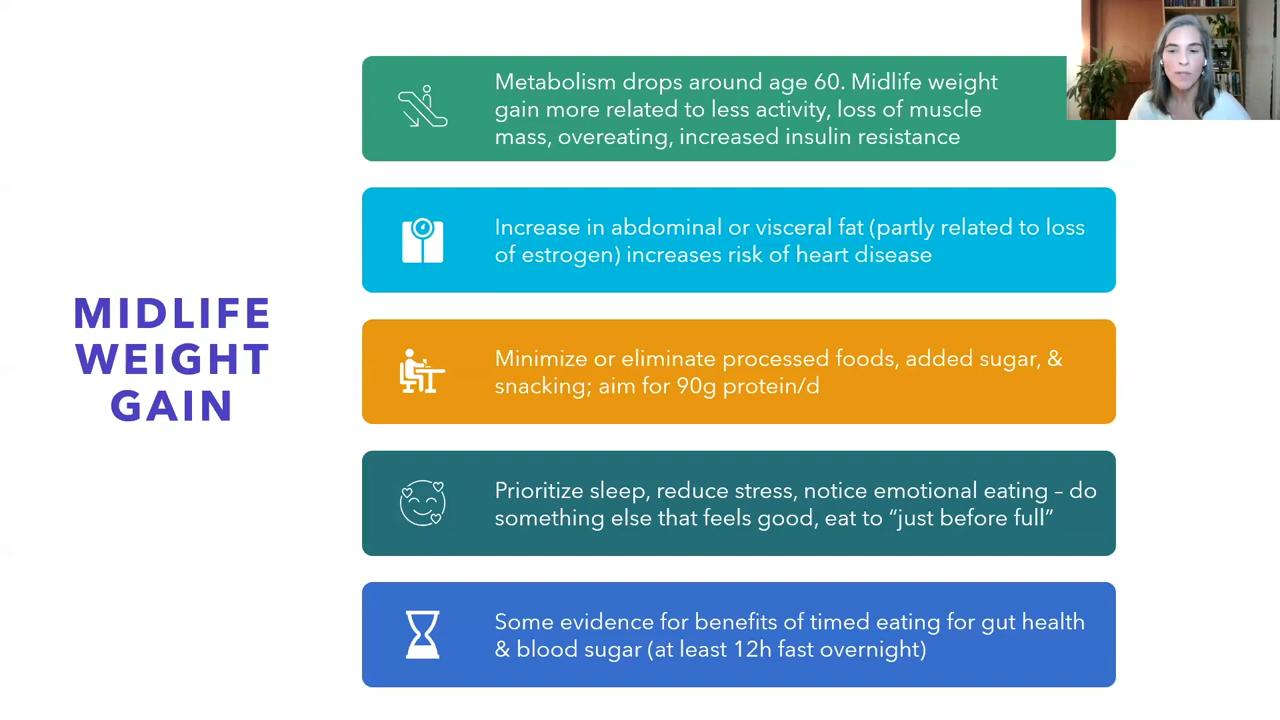 MIDLIFE
WEIGHT
GAIN
Metabolism drops around age 60. Midlife weight
gain more related to less activity, loss of muscle
mass, overeating, increased insulin resistance
Increase in abdominal or visceral fat (partly related to loss
of estrogen) increases risk of heart disease
Minimize or eliminate processed foods, added sugar, &
snacking; aim for 90g protein/d
Prioritize sleep, reduce stress, notice emotional eating – do
something else that feels good, eat to “just before full”
Some evidence for benefits of timed eating for gut health
& blood sugar (at least 12h fast overnight)